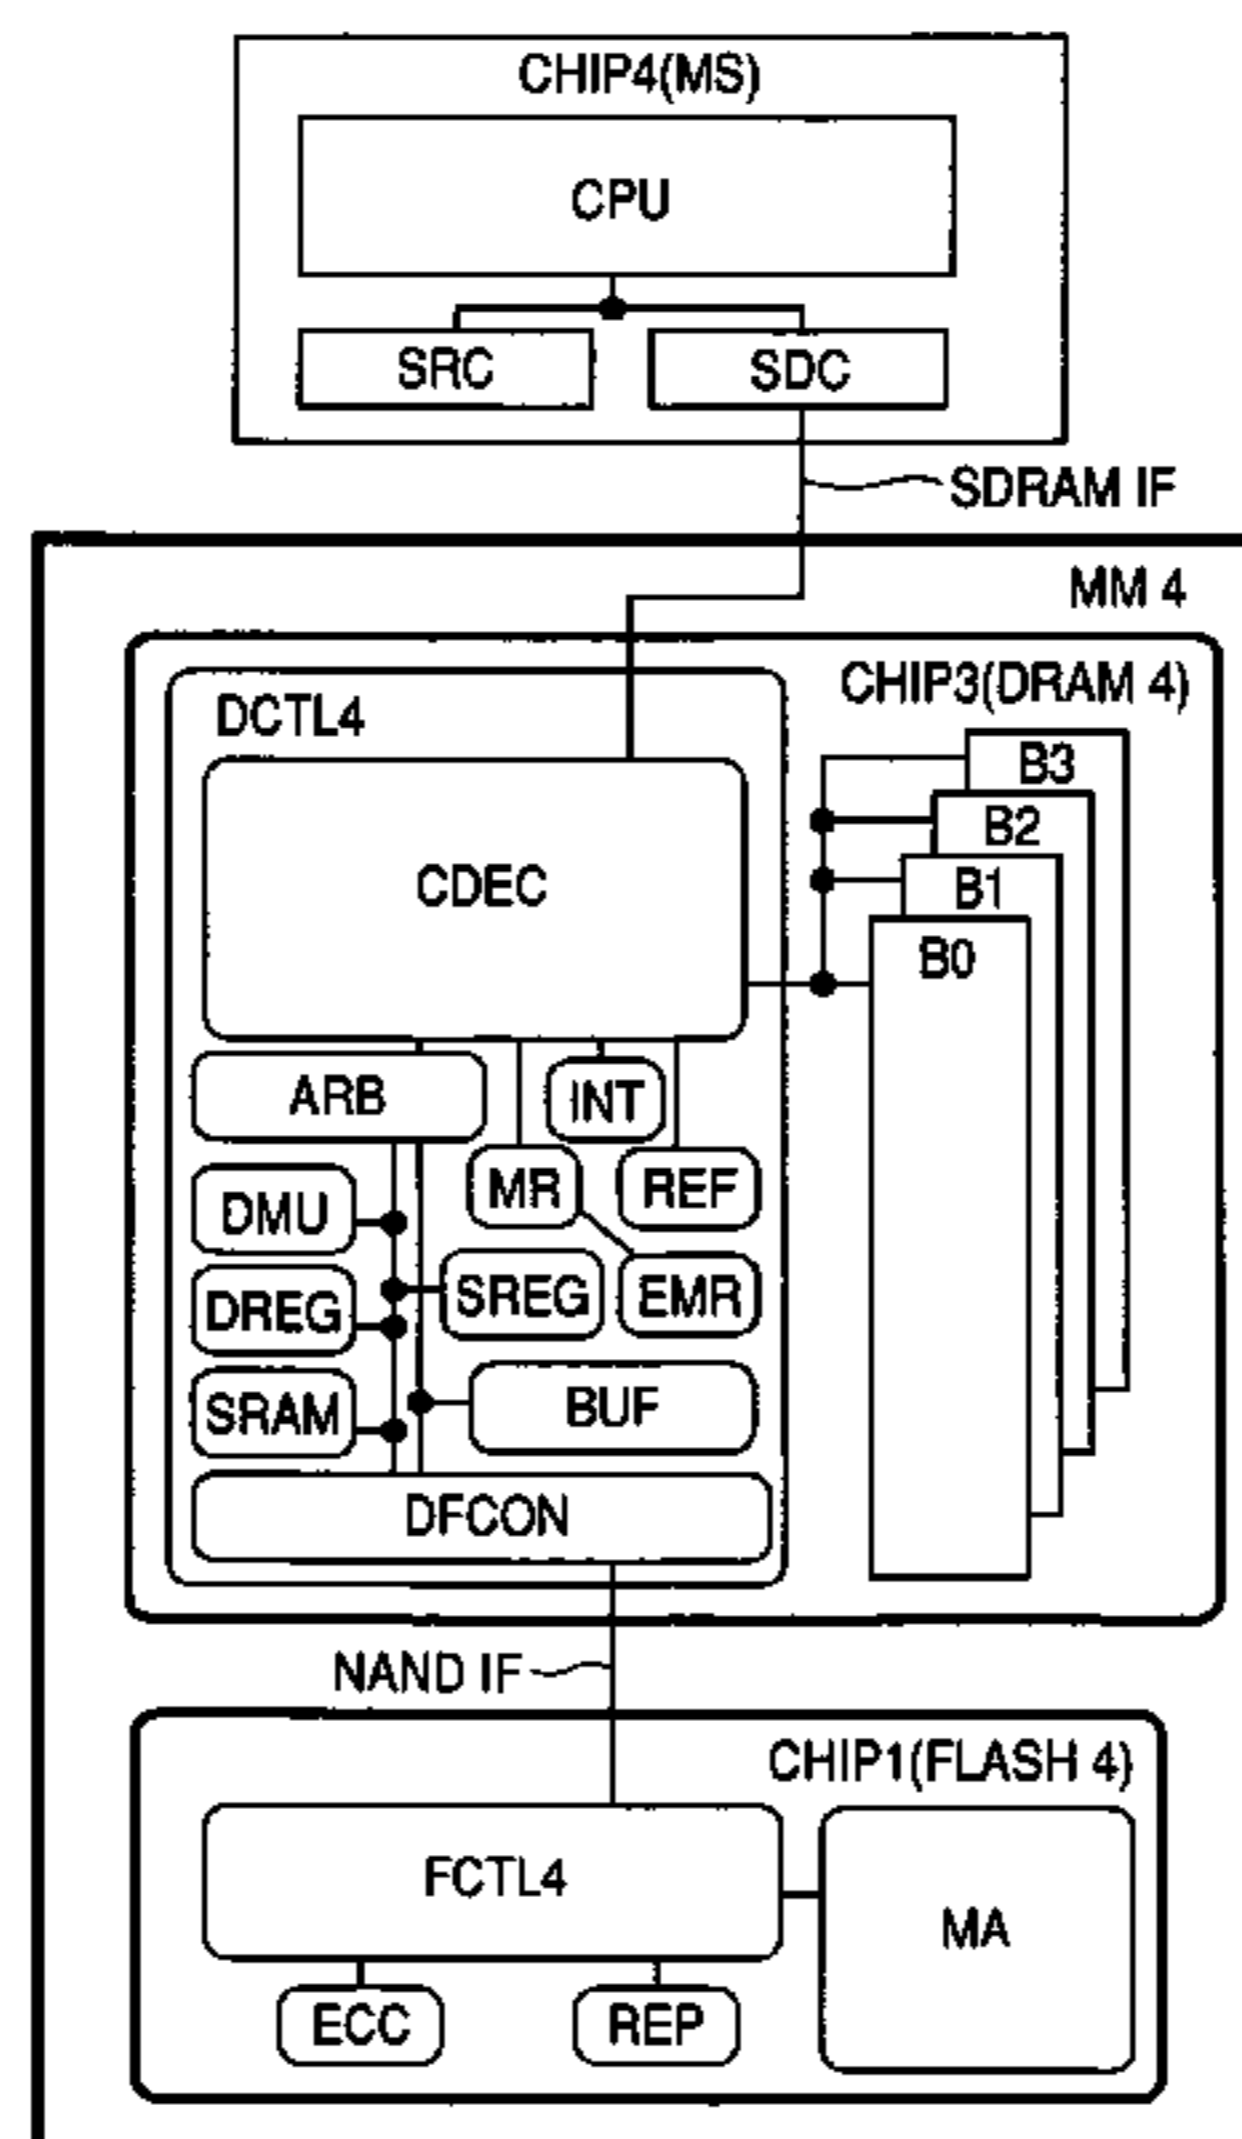 CHIP4(MS)
CPU
SRC
SDC
SDRAM IF
MM 4
CHIP3(DRAM 4)
DCTL4
CDEC
B3
B2
B1
B0
ARB
INT
MR
REF
DMU
SREG
EMR
DREG
SRAM
BUF
DFCON
NAND IF
CHIP1(FLASH 4)
FCTL4
MA
ECC
REP